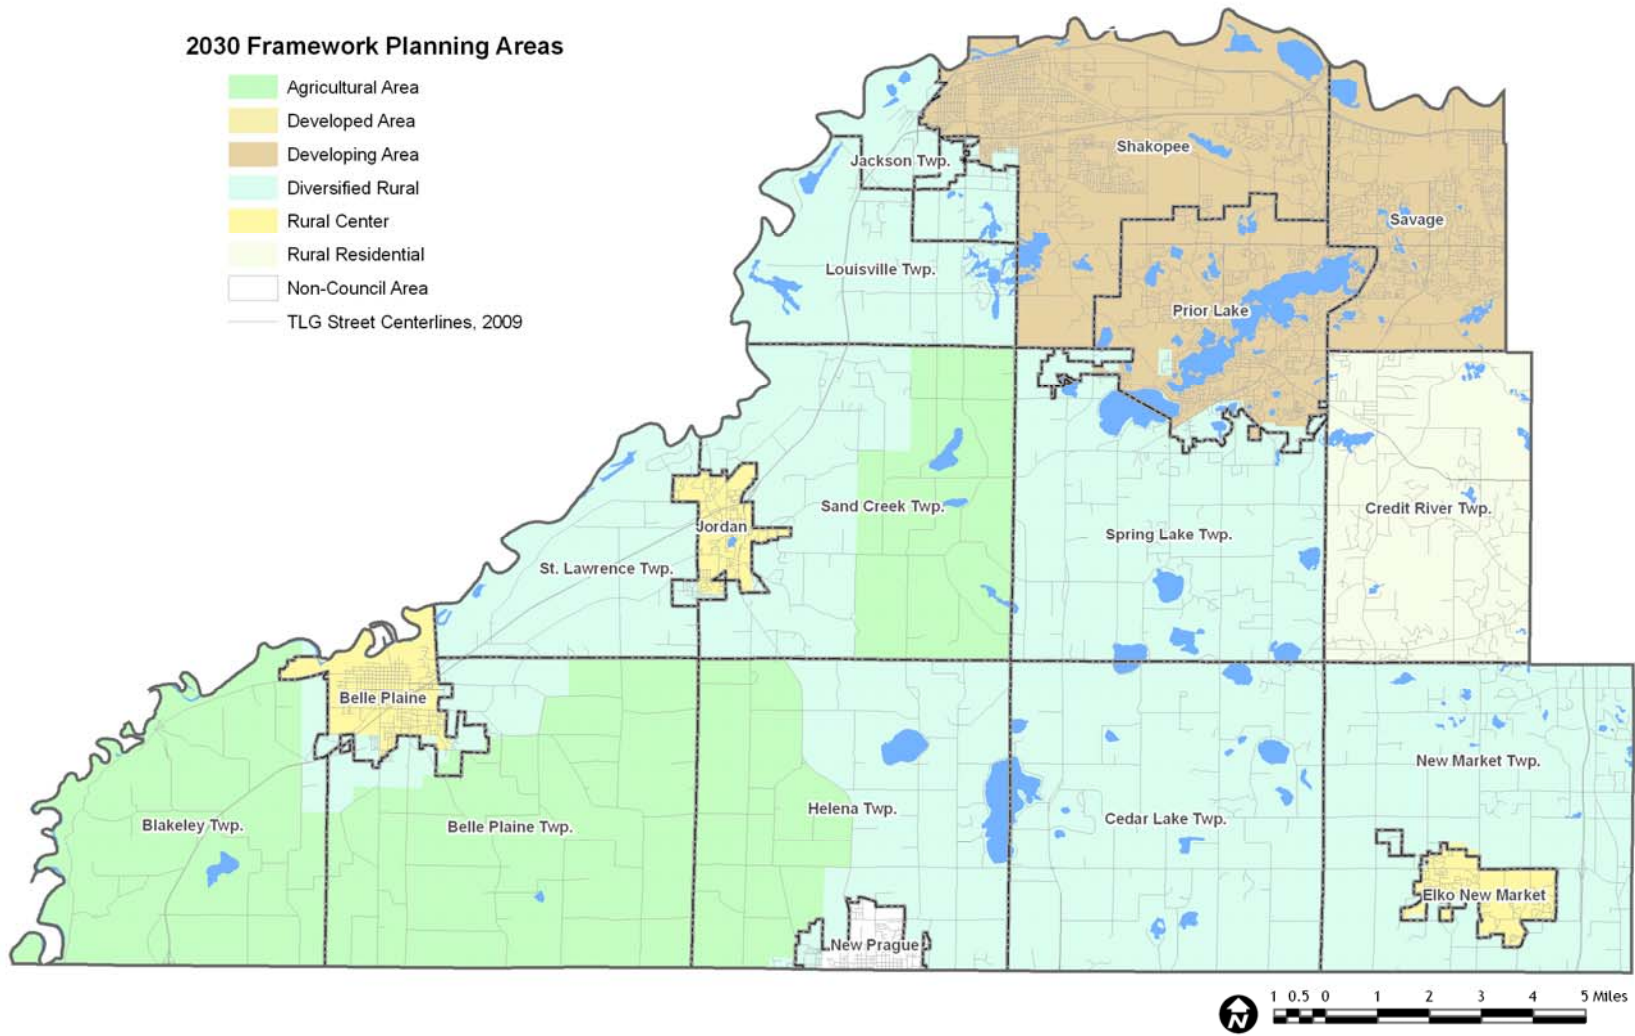 2030 Framework Planning Areas
Agricultural Area
Developed Area
Developing Area
Diversified Rural
Rural Center
Rural Residential
Non-Council Area
TLG Street Centerlines, 2009
Shakopee
Jackson Twp.
Savage
Louisville Twp.
Prior Lake
Sand Creek Twp.
Credit River Twp.
Jordan
Spring Lake Twp.
St. Lawrence Twp.
Belle Plaine
New Market Twp.
Helena Twp.
Cedar Lake Twp.
Blakeley Twp.
Belle Plaine Twp.
Elko New Market
New Prague
N
1 0.5 0 1 2 3 4 5 Miles